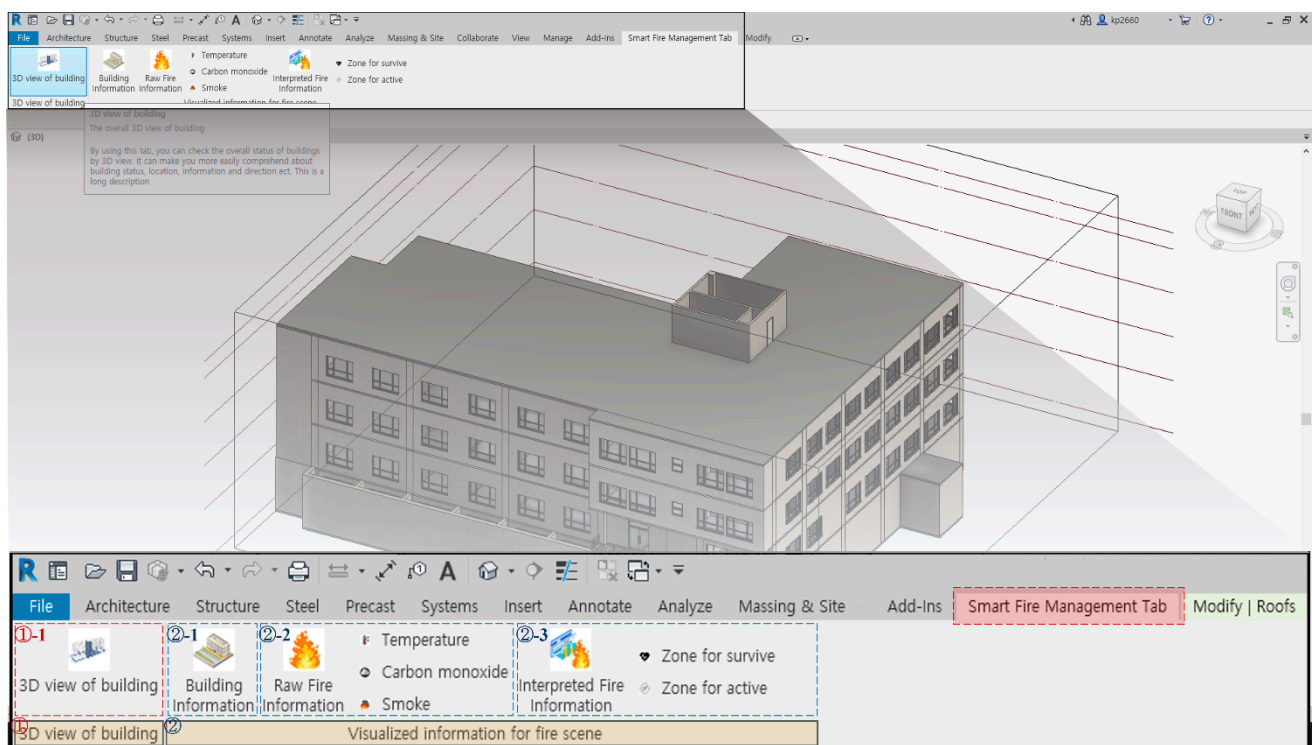 R A kp2660
File Architecture Structure Steel Precast Systems Insert Annotate Analyze Massing & Site Collaborate View Manage Add-Ins Smart Fire Management Tab Modify
3D view of building
Building
Information
Raw Fire
Information
Temperature
Carbon monoxide
Smoke
Interpreted Fire
Information
Zone for survive
Zone for active
3D view of building
Visualized information for fire scene
3D view of building
The overall 3D view of building.
By using this tab, you can check the overall status of buildings
by 3D view. It can make you more easily comprehend about
building status, location, information and direction ect. This is a
long description
{3D}
TOP
FRONT
R A
File Architecture Structure Steel Precast Systems Insert Annotate Analyze Massing & Site Add-Ins Smart Fire Management Tab Modify | Roofs
①-1
3D view of building
②-1
Building
Information
②-2
Raw Fire
Information
F Temperature
Carbon monoxide
Smoke
②-3
Interpreted Fire
Information
Zone for survive
Zone for active
①
3D view of building
②
Visualized information for fire scene